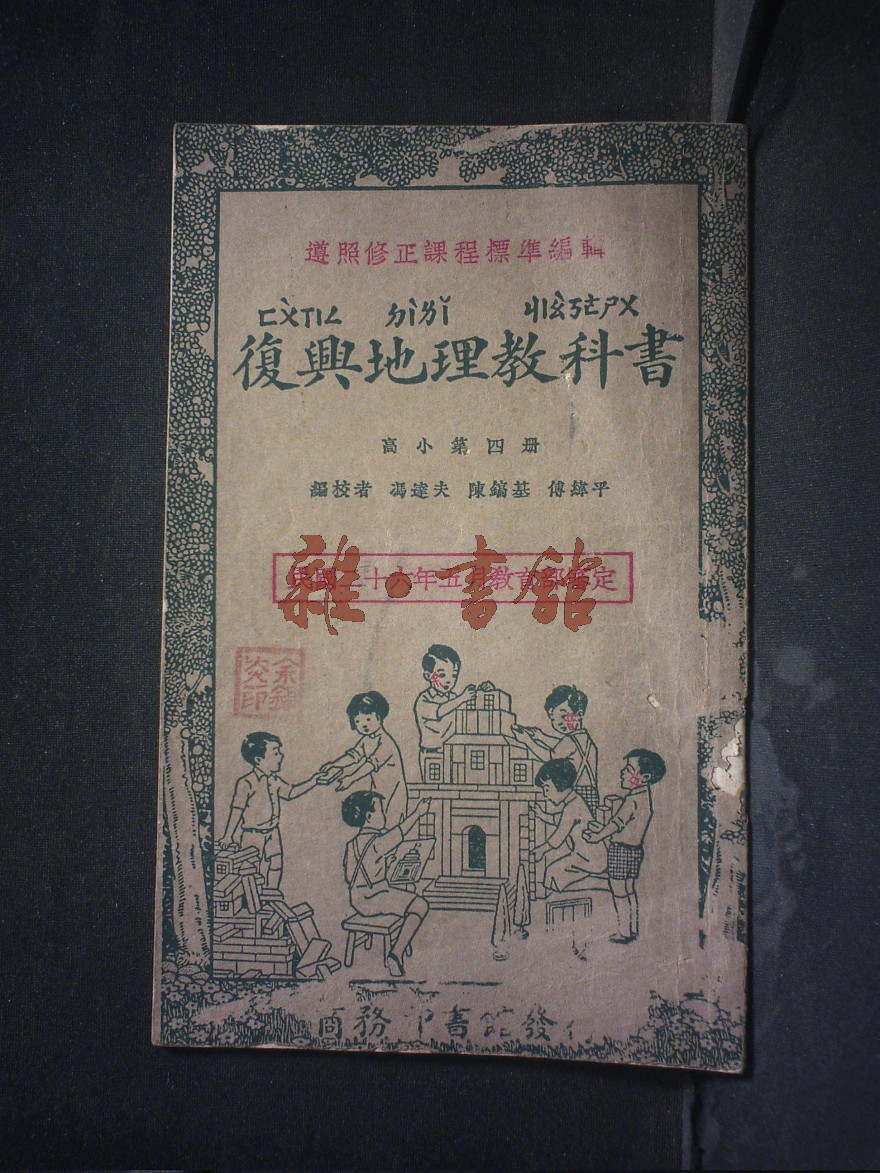 遵照修正課程標準編輯
ㄈㄨˋㄒㄧㄥ ㄉㄧˋㄌㄧˇ ㄐㄧㄠˋㄎㄜㄕㄨ
復興地理教科書
高小第四册
編校者 馮達夫 陳鎬基 傅緯平
民國二十六年五月教育部審定
雜·書館
商務印書館發行